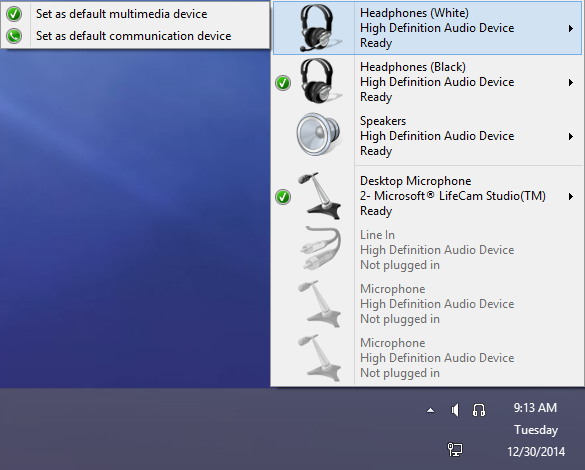 Set as default multimedia device
Set as default communication device
Headphones (White)
High Definition Audio Device
Ready
Headphones (Black)
High Definition Audio Device
Ready
Speakers
High Definition Audio Device
Ready
Desktop Microphone
2- Microsoft® LifeCam Studio(TM)
Ready
Line In
High Definition Audio Device
Not plugged in
Microphone
High Definition Audio Device
Not plugged in
Microphone
High Definition Audio Device
Not plugged in
9:13 AM
Tuesday
12/30/2014